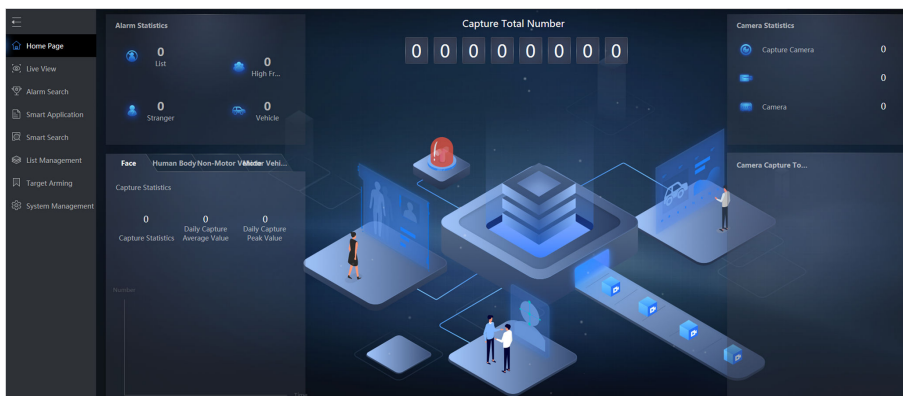 Home Page
Live View
Alarm Search
Smart Application
Smart Search
List Management
Target Arming
System Management
Alarm Statistics
0
List
0
High Fr...
0
Stranger
0
Vehicle
Face
Human Body
Non-Motor
Vehi...
Capture Statistics
0
Capture Statistics
0
Daily Capture
Average Value
0
Daily Capture
Peak Value
Number
Capture Total Number
0 0 0 0 0 0 0 0
Camera Statistics
Capture Camera 0
0
Camera 0
Camera Capture To...